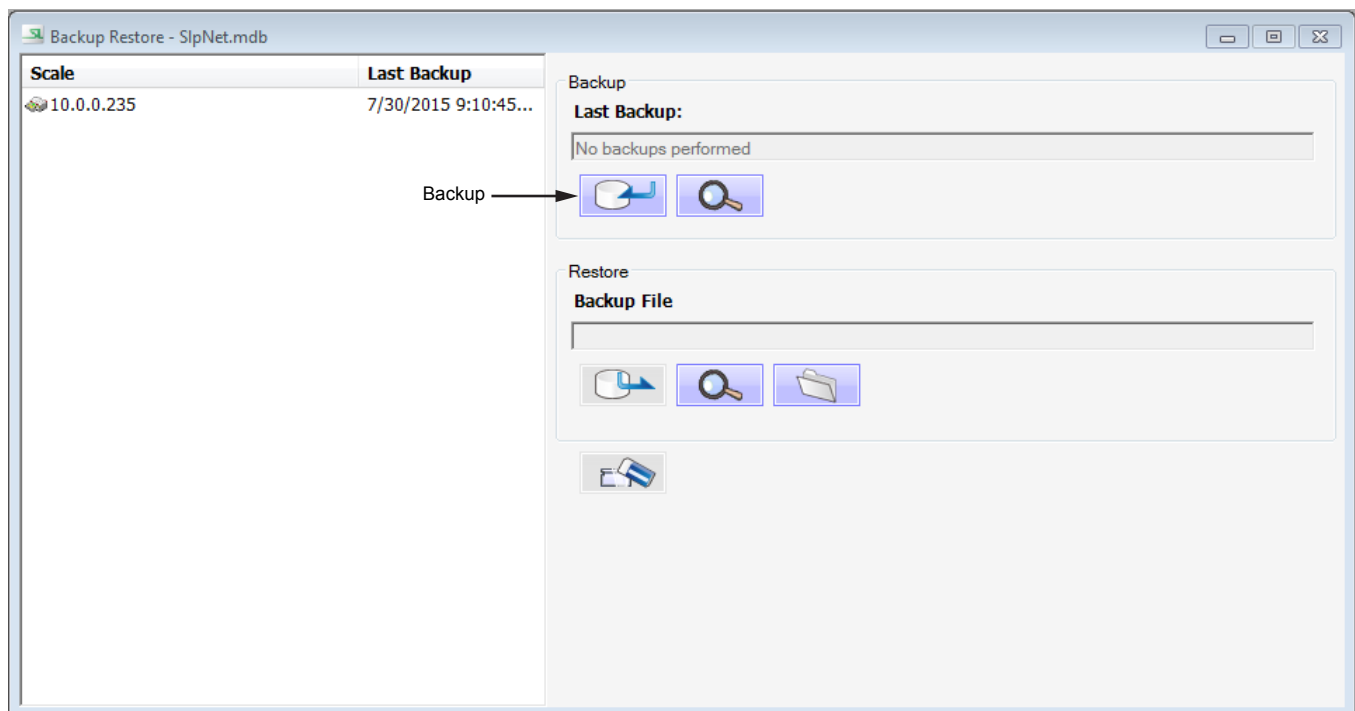 Backup Restore - SlpNet.mdb
Scale Last Backup
10.0.0.235 7/30/2015 9:10:45...
Backup
Last Backup:
No backups performed
Backup
Restore
Backup File